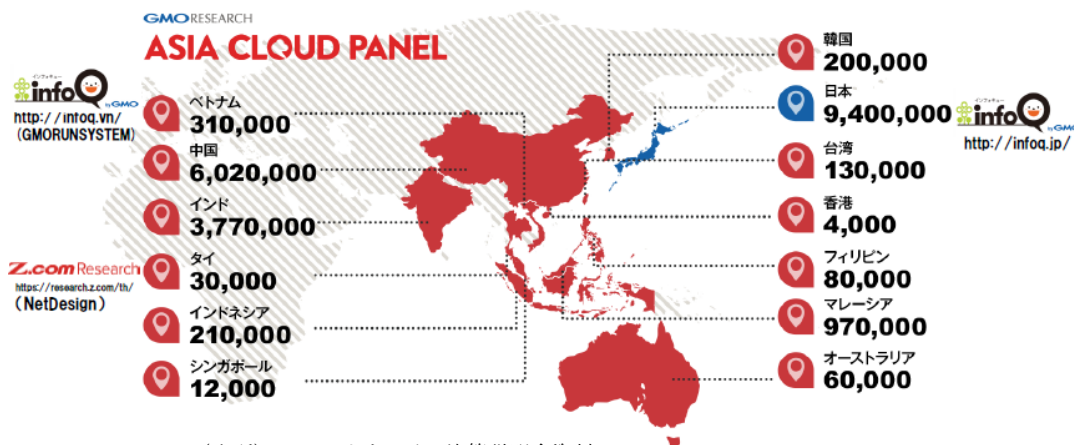 GMO RESEARCH
ASIA CLOUD PANEL
インフォキュー
infoQ
by GMO
http://infoq.vn/
(GMORUNSYSTEM)
ベトナム
310,000
中国
6,020,000
インド
3,770,000
Z.com Research
https://research.z.com/th/
(NetDesign)
タイ
30,000
インドネシア
210,000
シンガポール
12,000
韓国
200,000
日本
9,400,000
インフォキュー
infoQ
by GMO
http://infoq.jp/
台湾
130,000
香港
4,000
フィリピン
80,000
マレーシア
970,000
オーストラリア
60,000